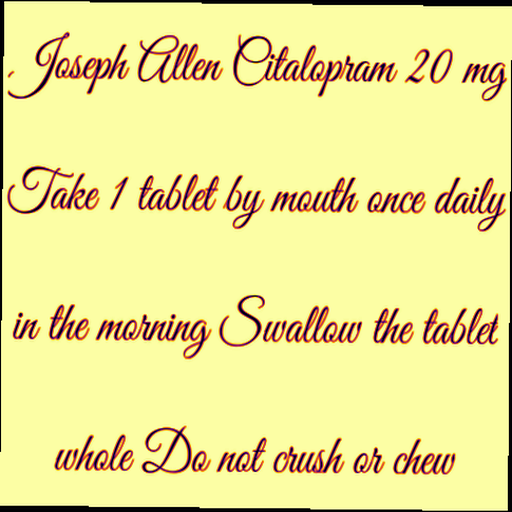 Joseph Allen Citalopram 20 mg
Take 1 tablet by mouth once daily
in the morning Swallow the tablet
whole Do not crush or chew